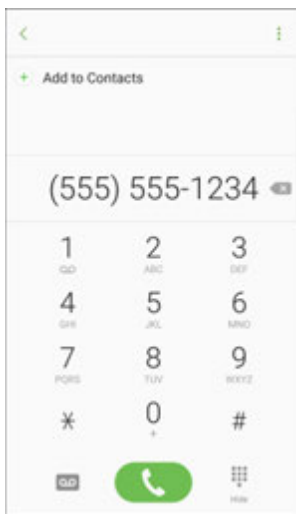 + Add to Contacts
(555) 555-1234
1 2 3
ABC DEF
4 5 6
GHI JKL MNO
7 8 9
PQRS TUV WXYZ
* 0 #
+
Hide